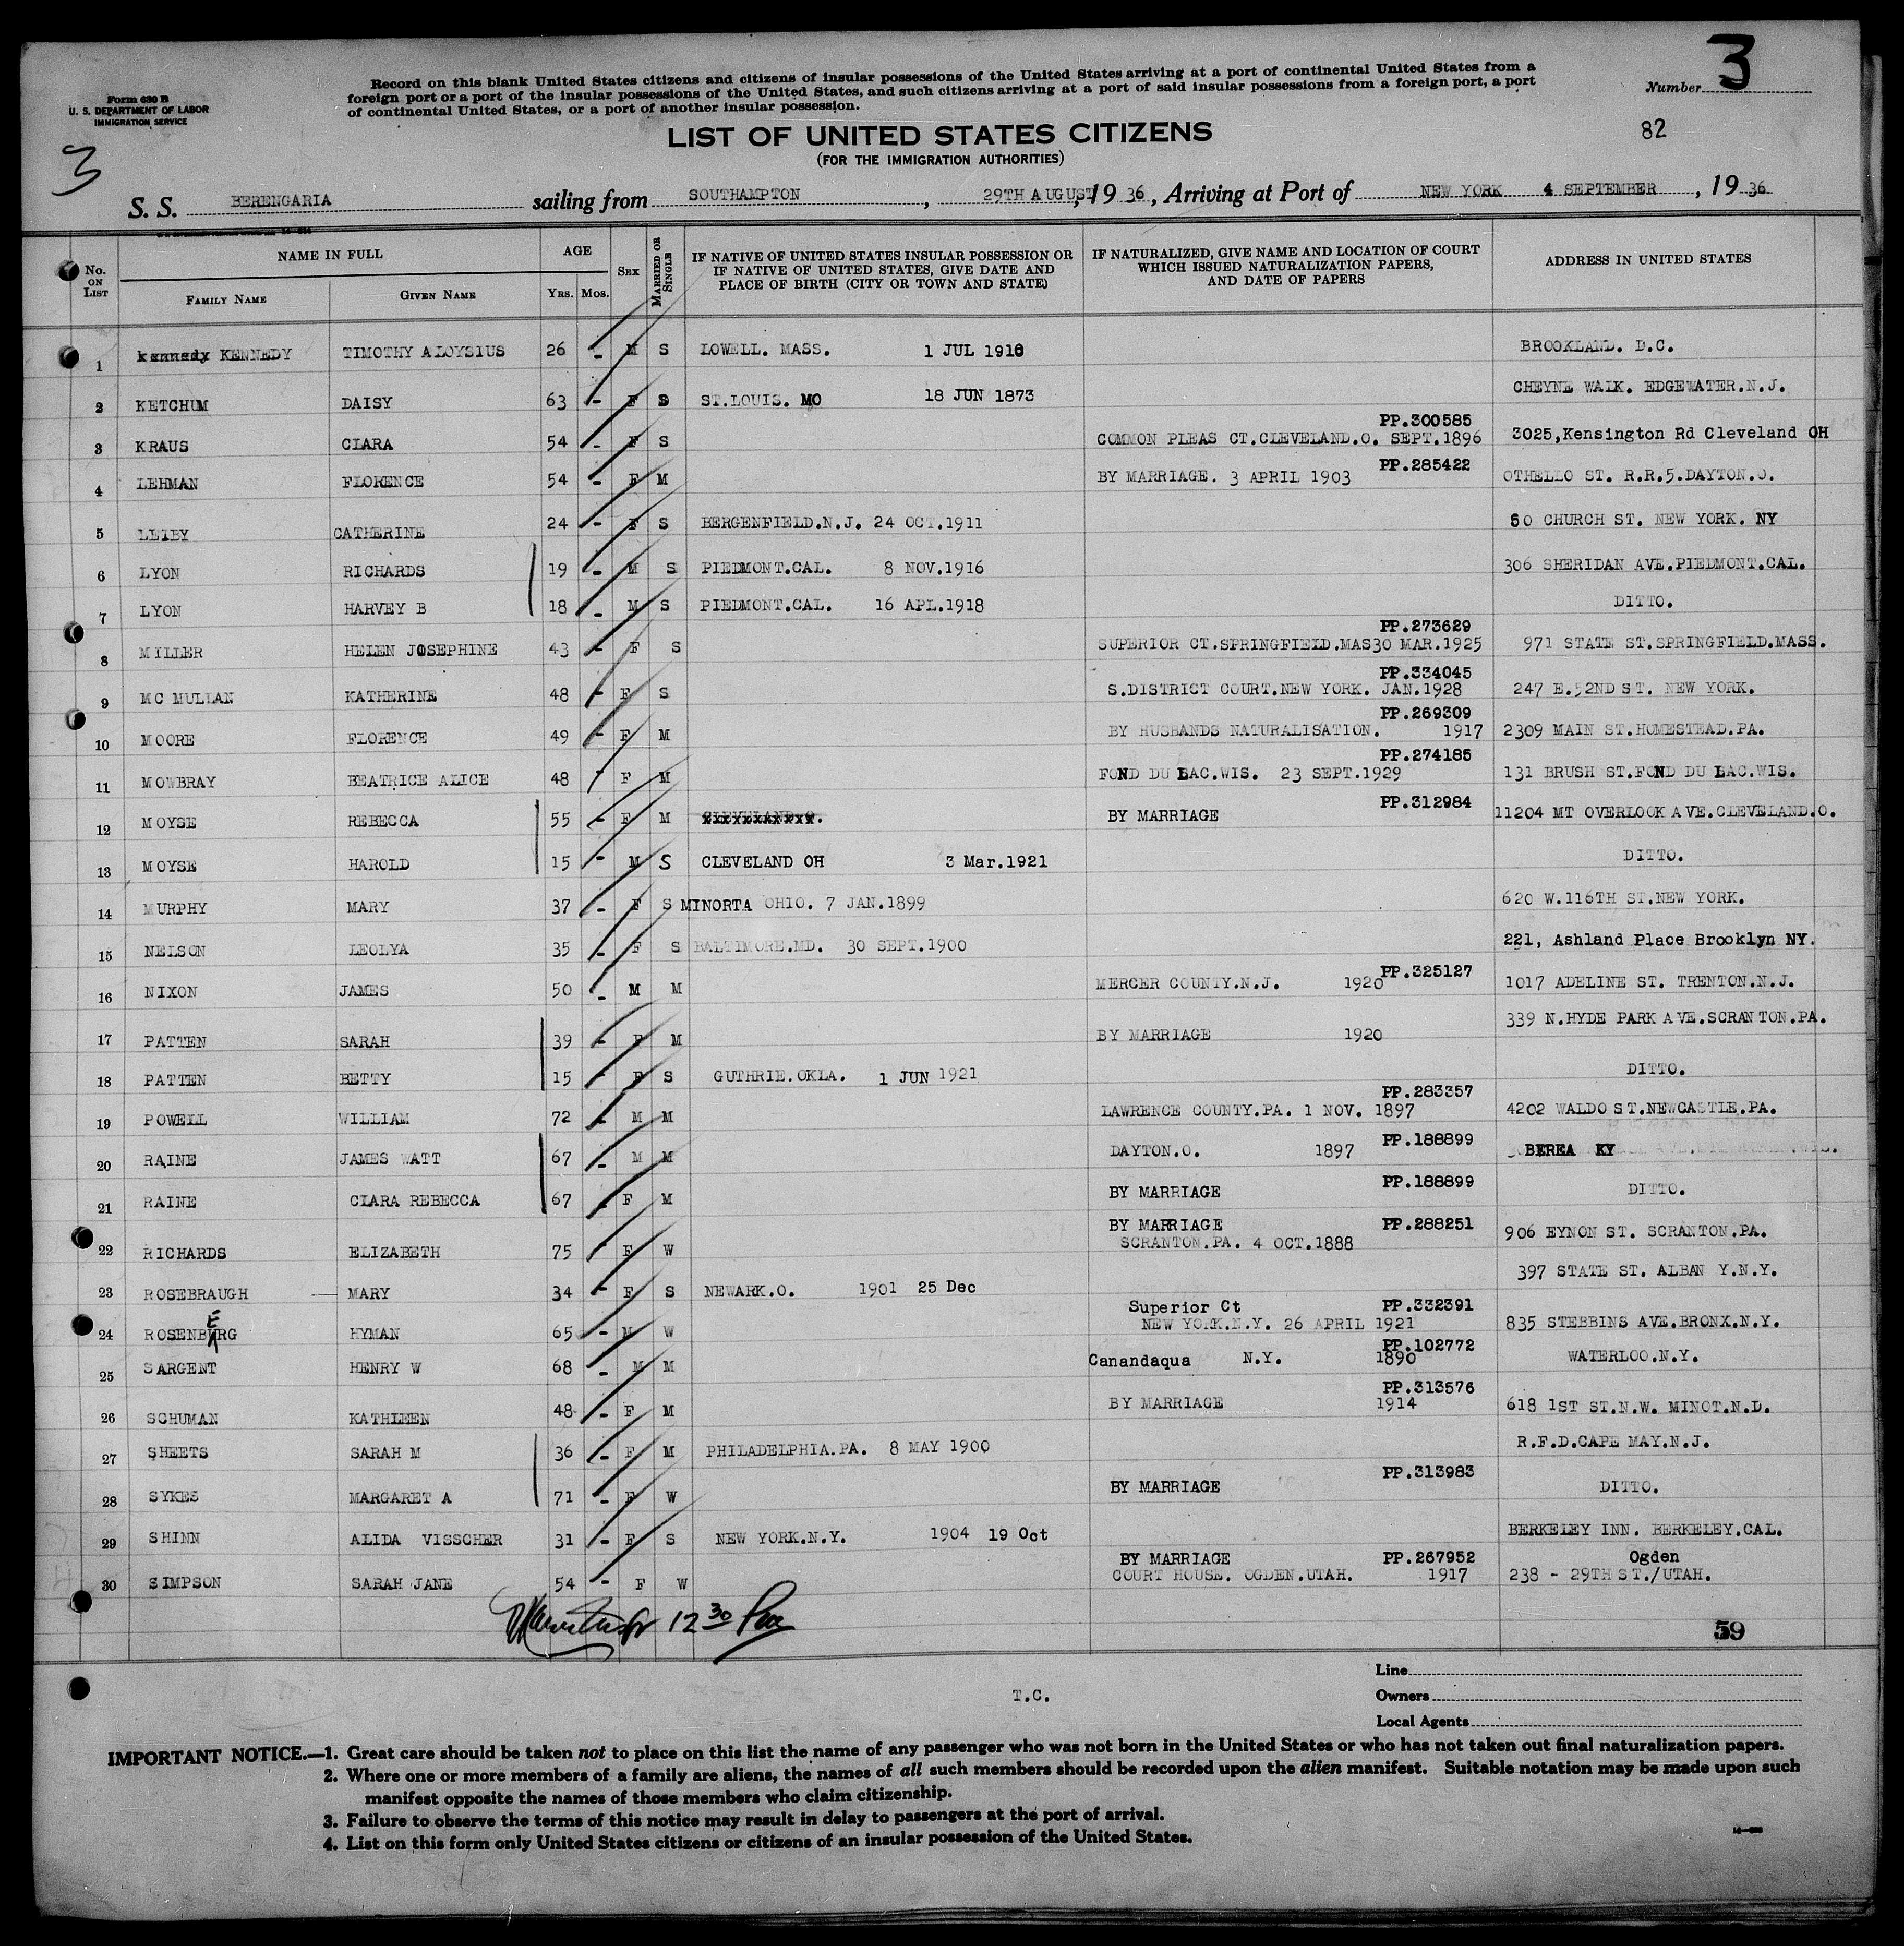 Form 630 B
U. S. DEPARTMENT OF LABOR
IMMIGRATION SERVICE
Record on this blank United States citizens and citizens of insular possessions of the United States arriving at a port of continental United States from a
foreign port or a port of the insular possessions of the United States, and such citizens arriving at a port of said insular possessions from a foreign port, a port
of continental United States, or a port of another insular possession.
Number 3
82
3
LIST OF UNITED STATES CITIZENS
(FOR THE IMMIGRATION AUTHORITIES)
S. S. BERENGARIA sailing from SOUTHAMPTON, 29TH AUGUST, 19 36, Arriving at Port of NEW YORK 4 SEPTEMBER, 19 36
No. ON LIST NAME IN FULL FAMILY NAME GIVEN NAME AGE YRS. MOS. SEX MARRIED OR SINGLE IF NATIVE OF UNITED STATES INSULAR POSSESSION OR IF NATIVE OF UNITED STATES, GIVE DATE AND PLACE OF BIRTH (CITY OR TOWN AND STATE) IF NATURALIZED, GIVE NAME AND LOCATION OF COURT WHICH ISSUED NATURALIZATION PAPERS, AND DATE OF PAPERS ADDRESS IN UNITED STATES
1 kennedy KENNEDY TIMOTHY ALOYSIUS 26 - M S LOWELL. MASS. 1 JUL 1910 BROOKLAND. D.C.
2 KETCHUM DAISY 63 - F S ST.LOUIS. MO 18 JUN 1873 CHEYNE WALK. EDGEWATER.N.J.
3 KRAUS CLARA 54 - F S COMMON PLEAS CT.CLEVELAND.O. SEPT.1896 PP.300585 3025,Kensington Rd Cleveland OH
4 LEHMAN FLORENCE 54 - F M BY MARRIAGE. 3 APRIL 1903 PP.285422 OTHELLO ST. R.R.5.DAYTON.O.
5 LEIBY CATHERINE 24 - F S BERGENFIELD.N.J. 24 OCT.1911 50 CHURCH ST. NEW YORK. NY
6 LYON RICHARDS 19 - M S PIEDMONT.CAL. 8 NOV.1916 306 SHERIDAN AVE.PIEDMONT.CAL.
7 LYON HARVEY B 18 - M S PIEDMONT.CAL. 16 APL.1918 DITTO.
8 MILLER HELEN JOSEPHINE 43 - F S SUPERIOR CT.SPRINGFIELD.MAS30 MAR.1925 PP.273629 971 STATE ST.SPRINGFIELD.MASS.
9 MC MULLAN KATHERINE 48 - F S S.DISTRICT COURT.NEW YORK. JAN.1928 PP.334045 247 E.52ND ST. NEW YORK.
10 MOORE FLORENCE 49 - F M BY HUSBANDS NATURALISATION. 1917 PP.269309 2309 MAIN ST.HOMESTEAD.PA.
11 MOWBRAY BEATRICE ALICE 48 - F M FOND DU LAC.WIS. 23 SEPT.1929 PP.274185 131 BRUSH ST.FOND DU LAC.WIS.
12 MOYSE REBECCA 55 - F M CLEVELAND.O. BY MARRIAGE PP.312984 11204 MT OVERLOOK AVE.CLEVELAND.O.
13 MOYSE HAROLD 15 - M S CLEVELAND OH 3 Mar.1921 DITTO.
14 MURPHY MARY 37 - F S MINORTA OHIO. 7 JAN.1899 620 W.116TH ST.NEW YORK.
15 NELSON LEOLYA 35 - F S BALTIMORE.MD. 30 SEPT.1900 221, Ashland Place Brooklyn NY.
16 NIXON JAMES 50 - M M MERCER COUNTY.N.J. 1920 PP.325127 1017 ADELINE ST. TRENTON.N.J.
17 PATTEN SARAH 39 - F M BY MARRIAGE 1920 339 N.HYDE PARK AVE.SCRANTON.PA.
18 PATTEN BETTY 15 - F S GUTHRIE.OKLA. 1 JUN 1921 DITTO.
19 POWELL WILLIAM 72 - M M LAWRENCE COUNTY.PA. 1 NOV. 1897 PP.283357 4202 WALDO ST.NEWCASTLE.PA.
20 RAINE JAMES WATT 67 - M M DAYTON.O. 1897 PP.188899 BEREA KY
21 RAINE CLARA REBECCA 67 - F M BY MARRIAGE PP.188899 DITTO.
22 RICHARDS ELIZABETH 75 - F W BY MARRIAGE PP.288251 SCRANTON.PA. 4 OCT.1888 906 EYNON ST. SCRANTON.PA.
23 ROSEBRAUGH MARY 34 - F S NEWARK.O. 1901 25 Dec 397 STATE ST. ALBAN Y.N.Y.
24 ROSENBERG HYMAN 65 - M W Superior Ct PP.332391 NEW YORK.N.Y. 26 APRIL 1921 835 STEBBINS AVE.BRONX.N.Y.
25 SARGENT HENRY W 68 - M M Canandaqua N.Y. 1890 PP.102772 WATERLOO.N.Y.
26 SCHUMAN KATHLEEN 48 - F M BY MARRIAGE 1914 PP.313576 618 1ST ST.N.W. MINOT.N.D.
27 SHEETS SARAH M 36 - F M PHILADELPHIA.PA. 8 MAY 1900 R.F.D.CAPE MAY.N.J.
28 SYKES MARGARET A 71 - F W BY MARRIAGE PP.313983 DITTO.
29 SHINN ALIDA VISSCHER 31 - F S NEW YORK.N.Y. 1904 19 Oct BERKELEY INN. BERKELEY.CAL.
30 SIMPSON SARAH JANE 54 - F W BY MARRIAGE PP.267952 COURT HOUSE. OGDEN.UTAH. 1917 Ogden 238 - 29TH ST./UTAH.
12 30
59
T.C.
Line
Owners
Local Agents
IMPORTANT NOTICE.—1. Great care should be taken not to place on this list the name of any passenger who was not born in the United States or who has not taken out final naturalization papers.
2. Where one or more members of a family are aliens, the names of all such members should be recorded upon the alien manifest. Suitable notation may be made upon such
manifest opposite the names of those members who claim citizenship.
3. Failure to observe the terms of this notice may result in delay to passengers at the port of arrival.
4. List on this form only United States citizens or citizens of an insular possession of the United States.